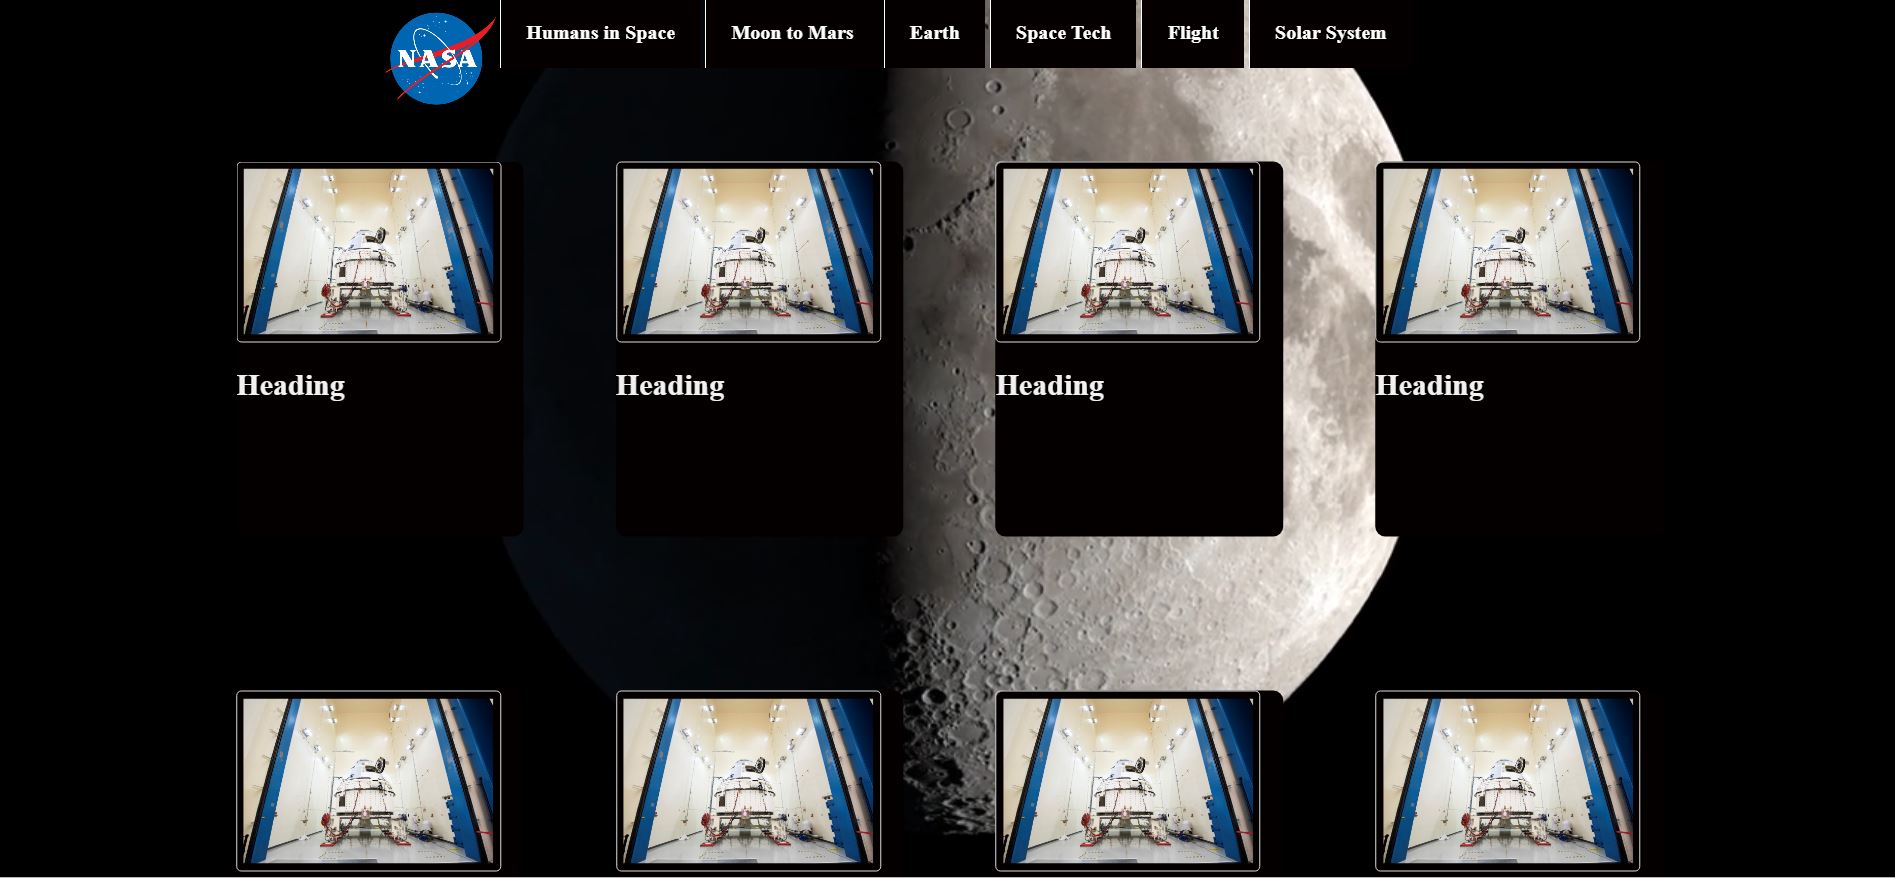 NASA
Humans in Space
Moon to Mars
Earth
Space Tech
Flight
Solar System
Heading
Heading
Heading
Heading